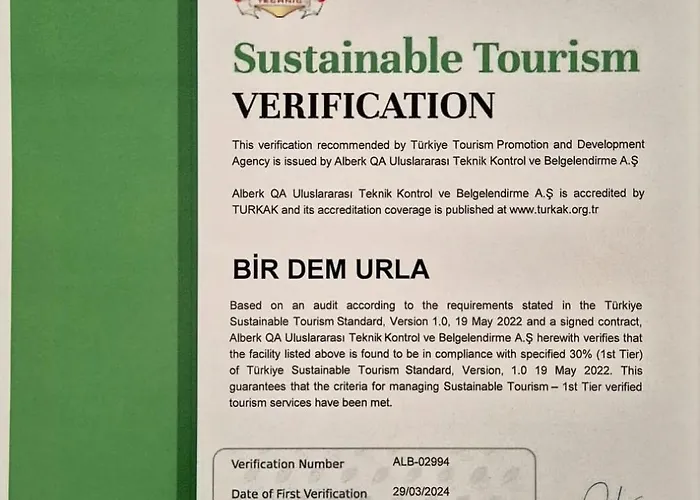 TECHNIC
Sustainable Tourism
VERIFICATION
This verification recommended by Türkiye Tourism Promotion and Development
Agency is issued by Alberk QA Uluslararası Teknik Kontrol ve Belgelendirme A.Ş
Alberk QA Uluslararası Teknik Kontrol ve Belgelendirme A.Ş is accredited by
TURKAK and its accreditation coverage is published at www.turkak.org.tr
BİR DEM URLA
Based on an audit according to the requirements stated in the Türkiye
Sustainable Tourism Standard, Version 1.0, 19 May 2022 and a signed contract,
Alberk QA Uluslararası Teknik Kontrol ve Belgelendirme A.Ş herewith verifies that
the facility listed above is found to be in compliance with specified 30% (1st Tier)
of Türkiye Sustainable Tourism Standard, Version, 1.0 19 May 2022. This
guarantees that the criteria for managing Sustainable Tourism – 1st Tier verified
tourism services have been met.
Verification Number ALB-02994
Date of First Verification 29/03/2024